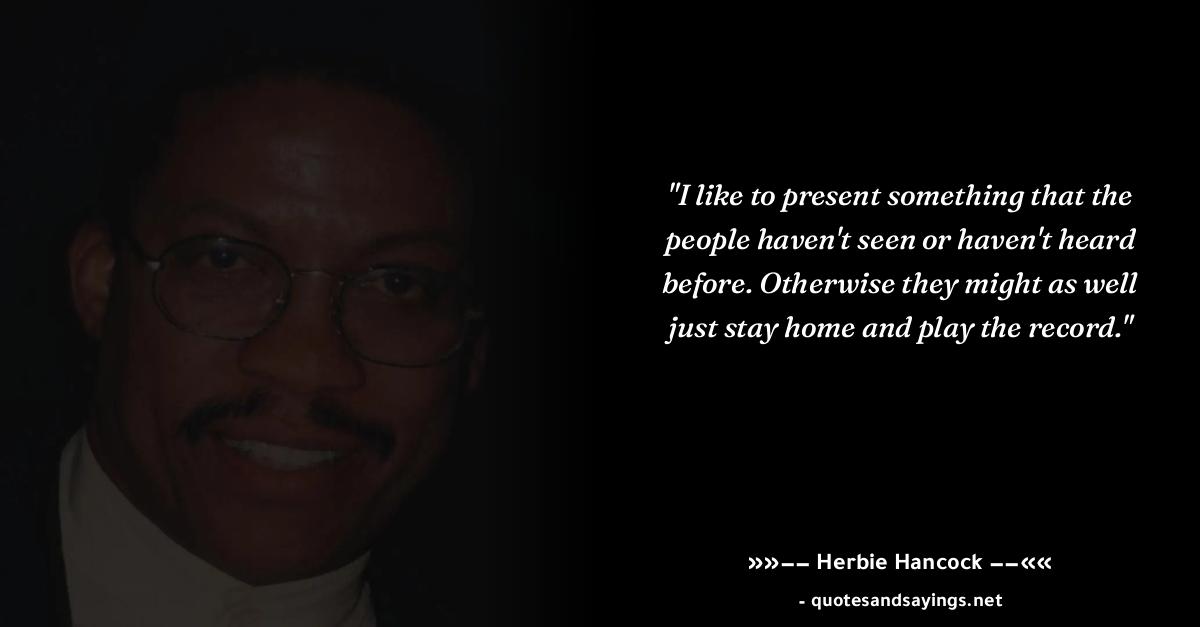 "I like to present something that the
people haven't seen or haven't heard
before. Otherwise they might as well
just stay home and play the record."
»»–– Herbie Hancock ––««
- quotesandsayings.net